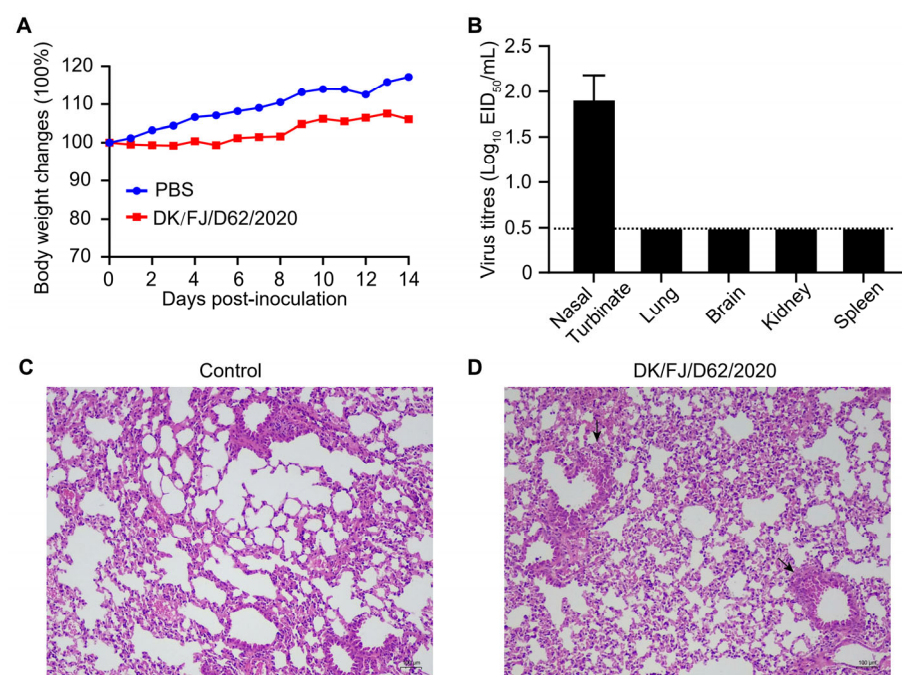 A
Body weight changes (100%)
120
110
100
90
80
70
PBS
DK/FJ/D62/2020
0 2 4 6 8 10 12 14
Days post-inoculation
B
Virus titres (Log10 EID50/mL)
2.5
2.0
1.5
1.0
0.5
0
Nasal
Turbinate
Lung
Brain
Kidney
Spleen
C
Control
D
DK/FJ/D62/2020
100 μm